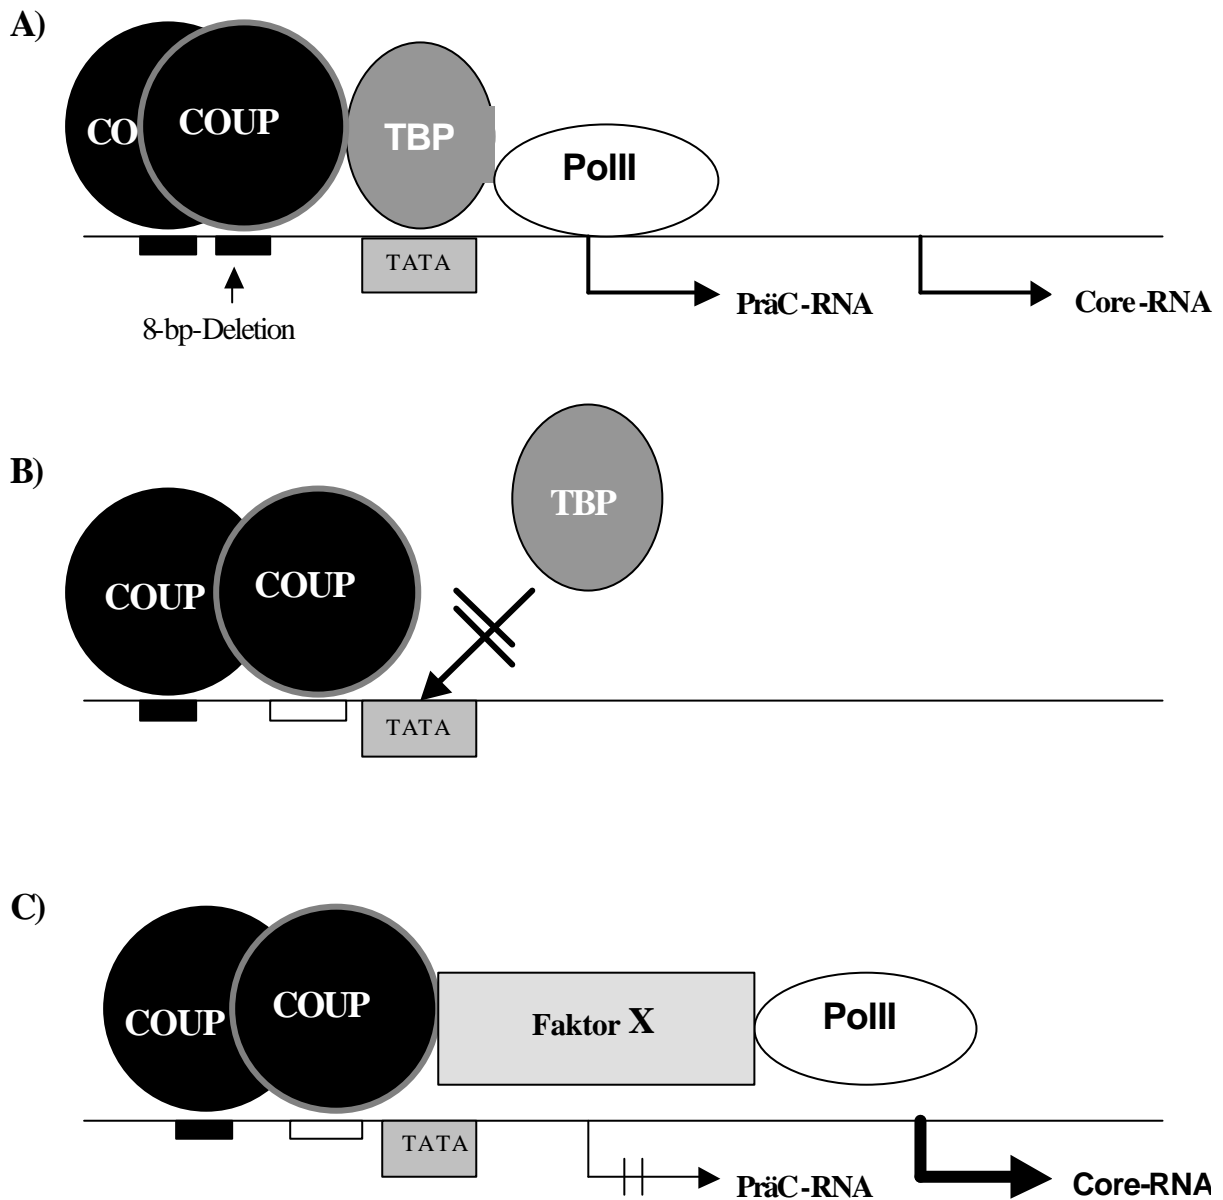 A)
CO
COUP
TBP
PolII
TATA
PräC-RNA
Core-RNA
8-bp-Deletion
B)
TBP
COUP
COUP
TATA
C)
COUP
COUP
Faktor X
PolII
TATA
PräC-RNA
Core-RNA